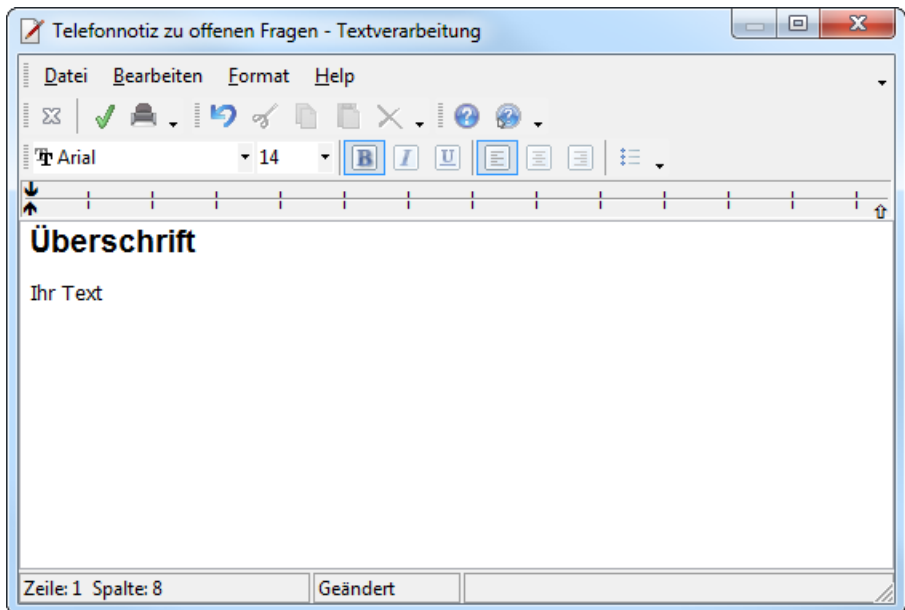 Telefonnotiz zu offenen Fragen - Textverarbeitung
Datei Bearbeiten Format Help
Arial 14 B I U
Überschrift
Ihr Text
Zeile: 1 Spalte: 8 Geändert